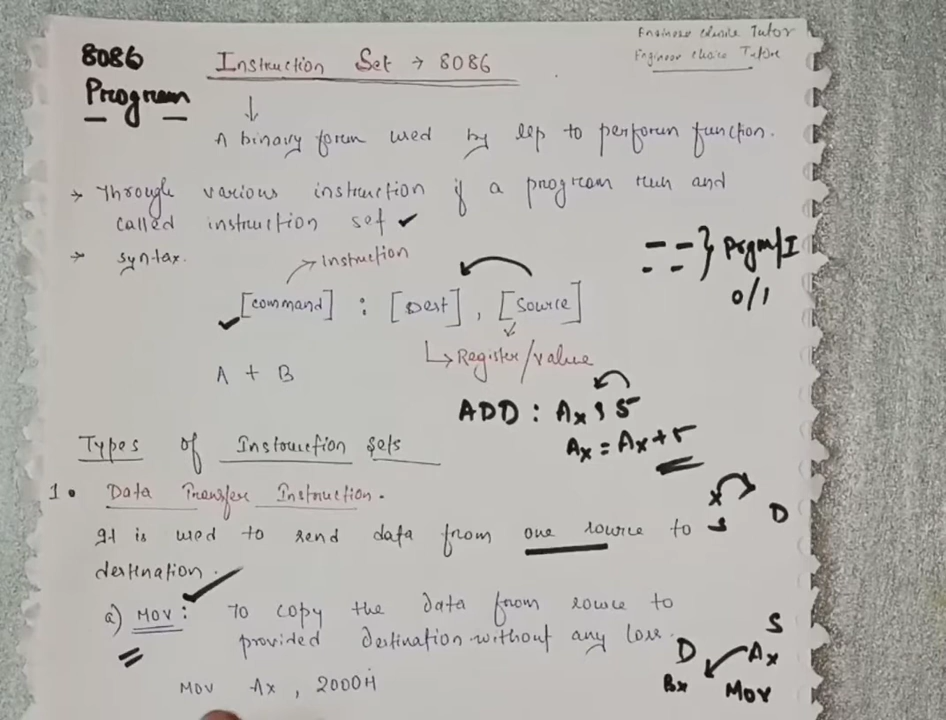 Engineer choice Tutor
Engineer choice Tutor
8086
Program
Instruction Set → 8086
A binary form used by up to perform function.
→ Through various instruction if a program run and
called instruction set ✓
→ syntax.
→ Instruction
[command] : [Dest] , [Source]
↳ Register/value
-- -- } Prgm/I
0/1
A + B
ADD : Ax , 5
Ax = Ax + 5
Types of Instruction sets
1. Data Transfer Instruction.
It is used to send data from one source to
destination.
S D
a) MOV : To copy the data from source to
provided destination without any loss.
D S
Bx Ax
MOV
MOV Ax , 2000H